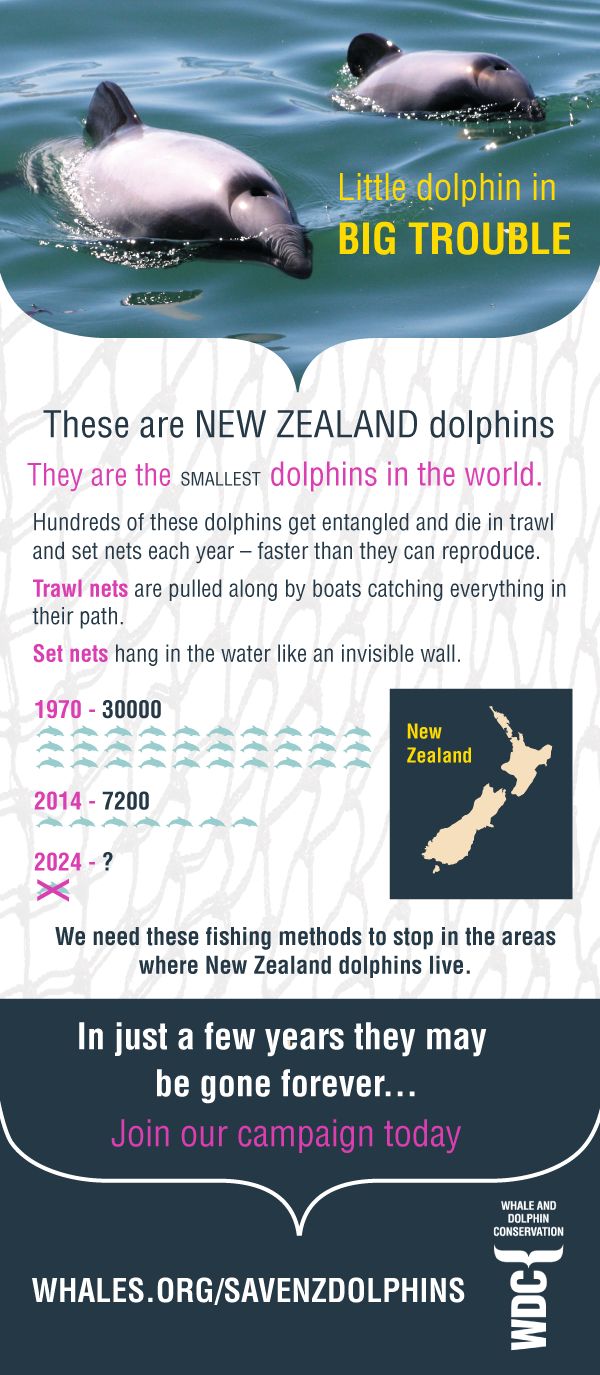 Little dolphin in
BIG TROUBLE
These are NEW ZEALAND dolphins
They are the SMALLEST dolphins in the world.
Hundreds of these dolphins get entangled and die in trawl
and set nets each year – faster than they can reproduce.
Trawl nets are pulled along by boats catching everything in
their path.
Set nets hang in the water like an invisible wall.
1970 - 30000
2014 - 7200
2024 - ?
New
Zealand
We need these fishing methods to stop in the areas
where New Zealand dolphins live.
In just a few years they may
be gone forever...
Join our campaign today
WHALE AND
DOLPHIN
CONSERVATION
WDC
WHALES.ORG/SAVENZDOLPHINS